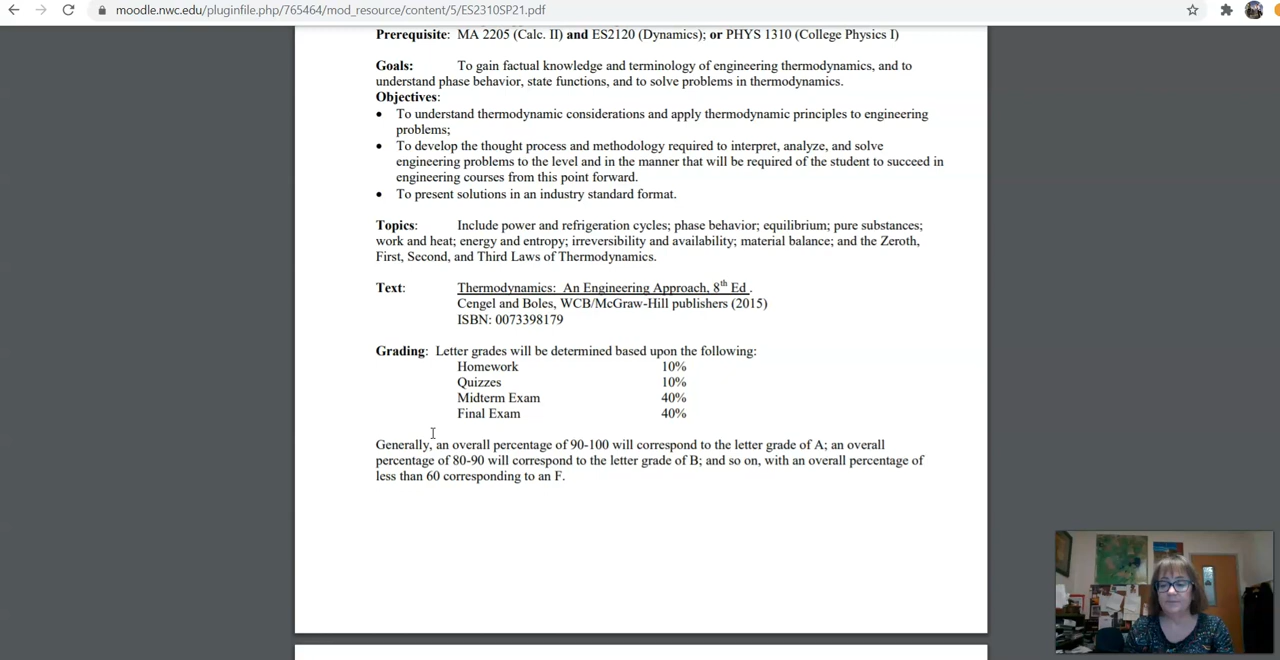 moodle.nwc.edu/pluginfile.php/765464/mod_resource/content/5/ES2310SP21.pdf
Prerequisite: MA 2205 (Calc. II) and ES2120 (Dynamics); or PHYS 1310 (College Physics I)
Goals: To gain factual knowledge and terminology of engineering thermodynamics, and to
understand phase behavior, state functions, and to solve problems in thermodynamics.
Objectives:
• To understand thermodynamic considerations and apply thermodynamic principles to engineering
problems;
• To develop the thought process and methodology required to interpret, analyze, and solve
engineering problems to the level and in the manner that will be required of the student to succeed in
engineering courses from this point forward.
• To present solutions in an industry standard format.
Topics: Include power and refrigeration cycles; phase behavior; equilibrium; pure substances;
work and heat; energy and entropy; irreversibility and availability; material balance; and the Zeroth,
First, Second, and Third Laws of Thermodynamics.
Text: Thermodynamics: An Engineering Approach, 8th Ed.
Cengel and Boles, WCB/McGraw-Hill publishers (2015)
ISBN: 0073398179
Grading: Letter grades will be determined based upon the following:
Homework 10%
Quizzes 10%
Midterm Exam 40%
Final Exam 40%
Generally, an overall percentage of 90-100 will correspond to the letter grade of A; an overall
percentage of 80-90 will correspond to the letter grade of B; and so on, with an overall percentage of
less than 60 corresponding to an F.